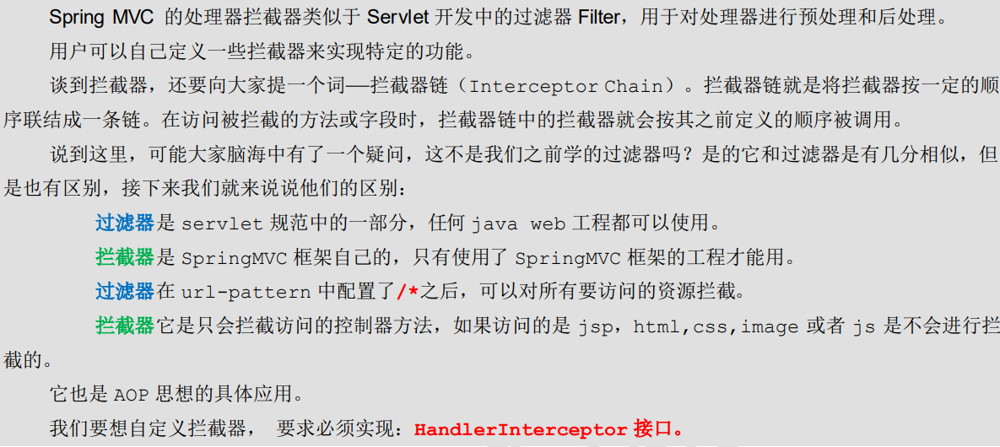 Spring MVC 的处理器拦截器类似于 Servlet 开发中的过滤器 Filter，用于对处理器进行预处理和后处理。
用户可以自己定义一些拦截器来实现特定的功能。
谈到拦截器，还要向大家提一个词——拦截器链（Interceptor Chain）。拦截器链就是将拦截器按一定的顺
序联结成一条链。在访问被拦截的方法或字段时，拦截器链中的拦截器就会按其之前定义的顺序被调用。
说到这里，可能大家脑海中有了一个疑问，这不是我们之前学的过滤器吗？是的它和过滤器是有几分相似，但
是也有区别，接下来我们就来说说他们的区别：
过滤器是 servlet 规范中的一部分，任何 java web 工程都可以使用。
拦截器是 SpringMVC 框架自己的，只有使用了 SpringMVC 框架的工程才能用。
过滤器在 url-pattern 中配置了/*之后，可以对所有要访问的资源拦截。
拦截器它是只会拦截访问的控制器方法，如果访问的是 jsp，html,css,image 或者 js 是不会进行拦
截的。
它也是 AOP 思想的具体应用。
我们要想自定义拦截器， 要求必须实现：HandlerInterceptor 接口。